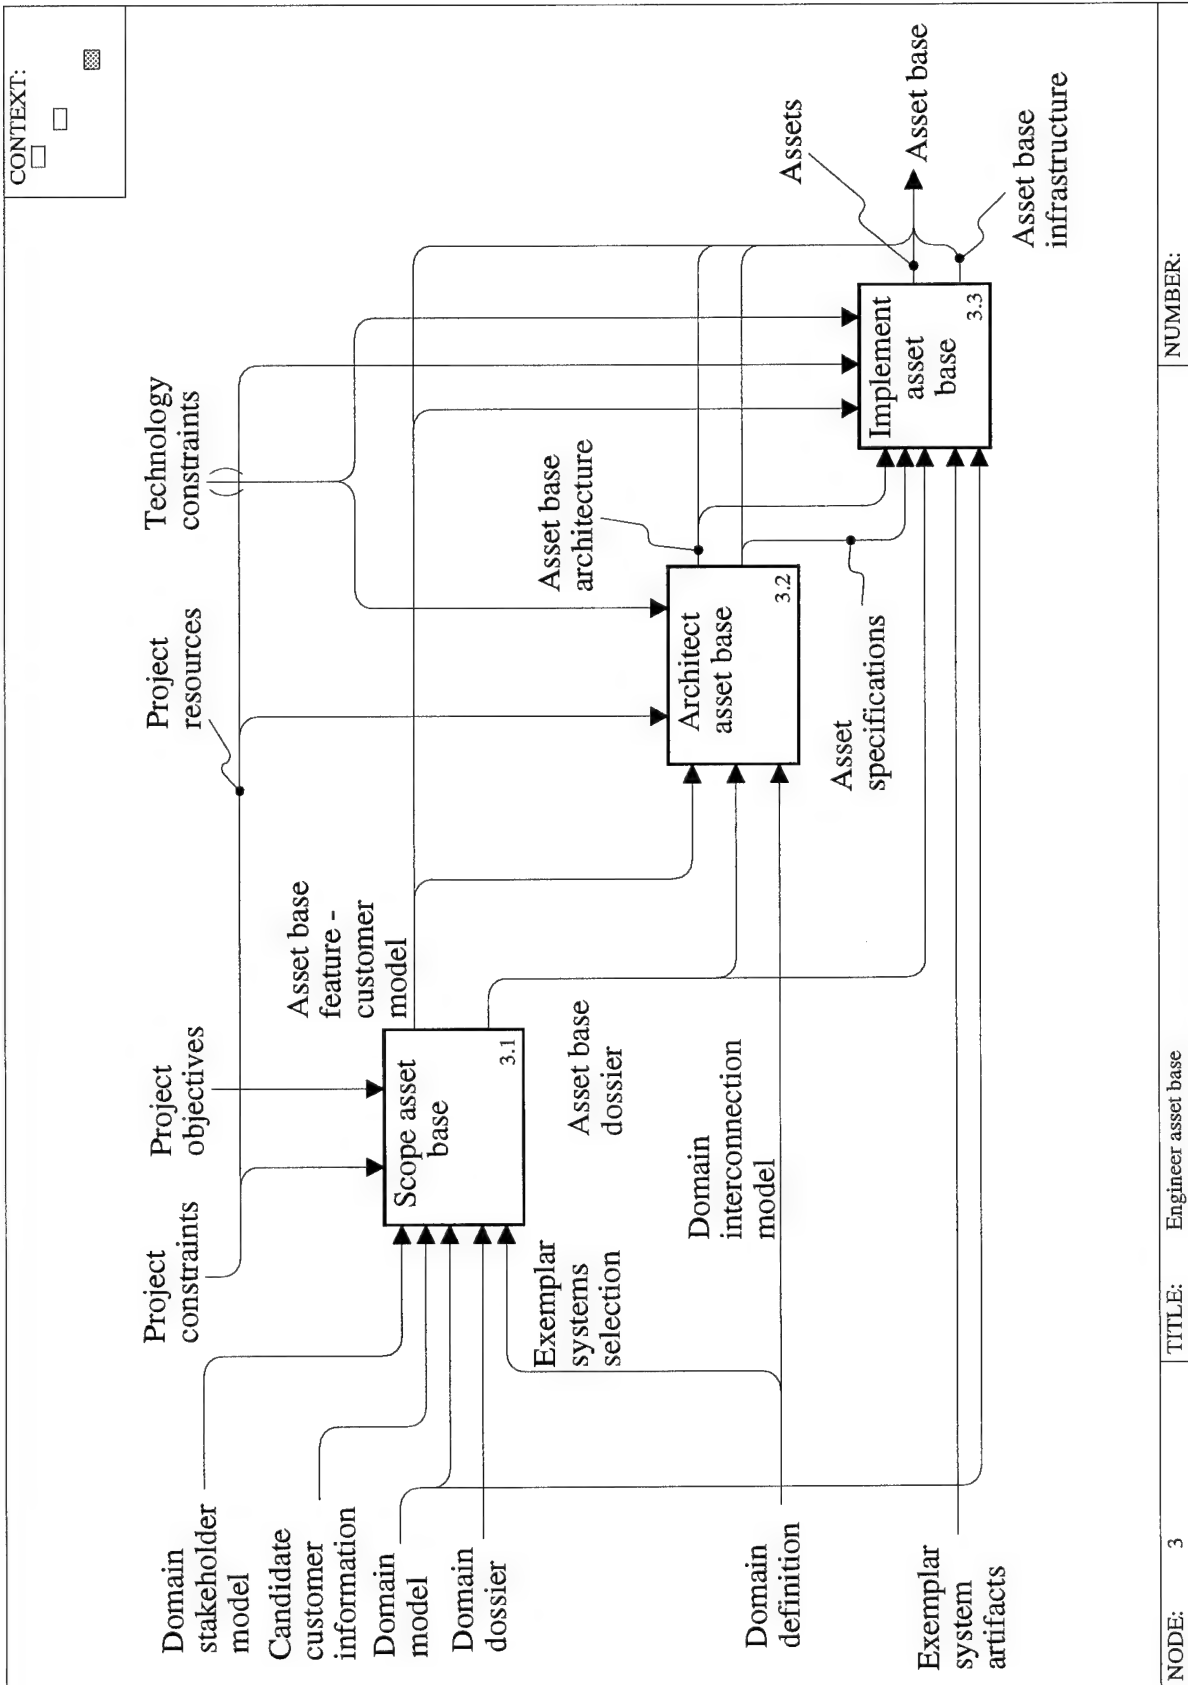 CONTEXT:
Project
constraints
Project
objectives
Project
resources
Technology
constraints
Domain
stakeholder
model
Candidate
customer
information
Domain
model
Domain
dossier
Scope asset
base
3.1
Asset base
feature -
customer
model
Exemplar
systems
selection
Asset base
dossier
Domain
interconnection
model
Domain
definition
Exemplar
system
artifacts
Architect
asset base
3.2
Asset base
architecture
Asset
specifications
Implement
asset
base
3.3
Assets
Asset base
Asset base
infrastructure
NODE: 3
TITLE: Engineer asset base
NUMBER: